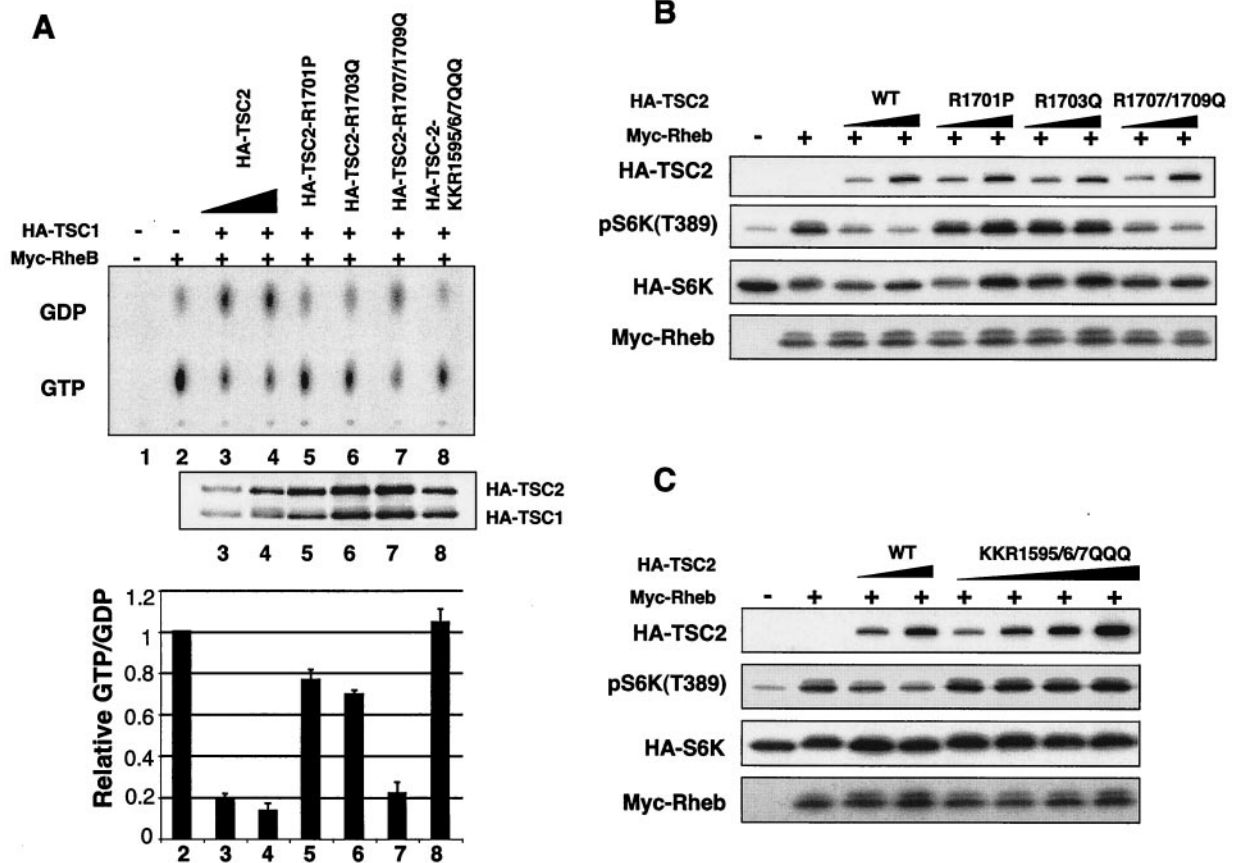 A
HA-TSC2
HA-TSC2-R1701P
HA-TSC2-R1703Q
HA-TSC2-R1707/1709Q
HA-TSC-2-
KKR1595/6/7QQQ
HA-TSC1 - - + + + + + +
Myc-RheB - + + + + + + +
GDP
GTP
1 2 3 4 5 6 7 8
HA-TSC2
HA-TSC1
3 4 5 6 7 8
Relative GTP/GDP
1.2
1
0.8
0.6
0.4
0.2
0
2 3 4 5 6 7 8
B
HA-TSC2 WT R1701P R1703Q R1707/1709Q
Myc-Rheb - + + + + + + + + +
HA-TSC2
pS6K(T389)
HA-S6K
Myc-Rheb
C
HA-TSC2 WT KKR1595/6/7QQQ
Myc-Rheb - + + + + + + +
HA-TSC2
pS6K(T389)
HA-S6K
Myc-Rheb